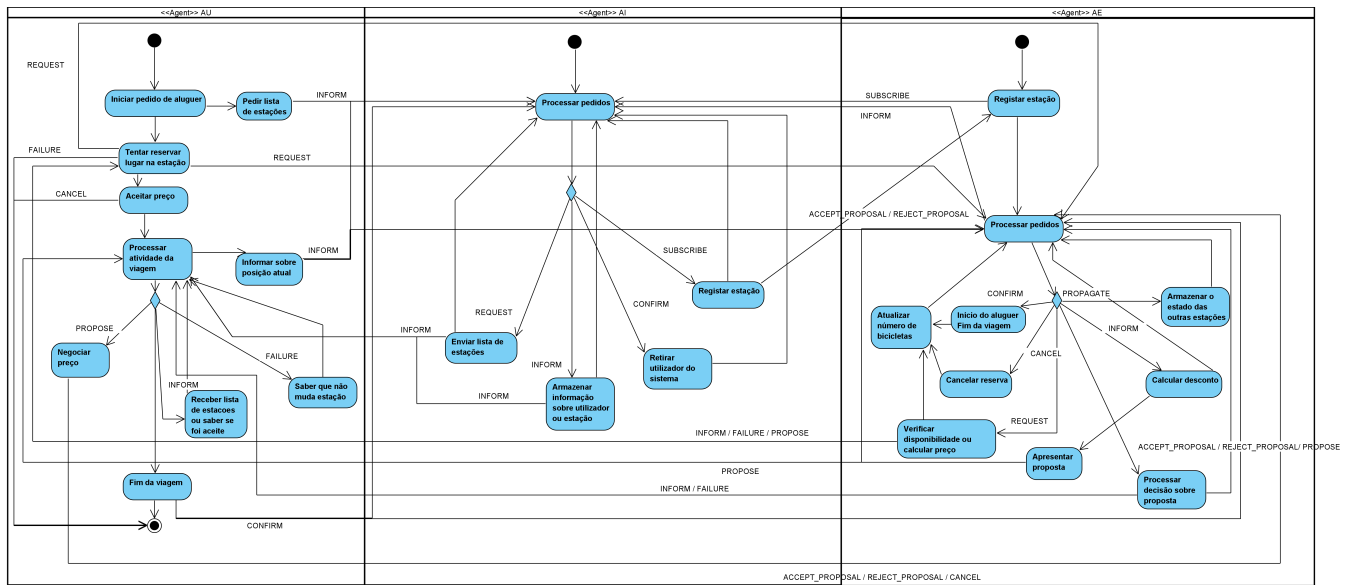 <<Agent>> AU
<<Agent>> AI
<<Agent>> AE
REQUEST
Iniciar pedido de aluguer
Pedir lista
de estações
INFORM
Processar pedidos
SUBSCRIBE
INFORM
Registar estação
FAILURE
Tentar reservar
lugar na estação
REQUEST
CANCEL
Aceitar preço
ACCEPT_PROPOSAL / REJECT_PROPOSAL
Processar pedidos
Processar
atividade da
viagem
Informar sobre
posição atual
INFORM
SUBSCRIBE
Registar estação
CONFIRM
PROPAGATE
Armazenar o
estado das
outras estações
Atualizar
número de
bicicletas
Início do aluguer
Fim da viagem
CONFIRM
REQUEST
PROPOSE
INFORM
INFORM
Negociar
preço
FAILURE
Enviar lista de
estações
Retirar
utilizador do
sistema
CANCEL
INFORM
INFORM
Saber que não
muda estação
Cancelar reserva
Calcular desconto
Receber lista
de estacoes
ou saber se
foi aceite
INFORM
Armazenar
informação
sobre utilizador
ou estação
REQUEST
Verificar
disponibilidade ou
calcular preço
INFORM / FAILURE / PROPOSE
ACCEPT_PROPOSAL / REJECT_PROPOSAL/ PROPOSE
Apresentar
proposta
PROPOSE
Fim da viagem
INFORM / FAILURE
Processar
decisão sobre
proposta
CONFIRM
ACCEPT_PROPOSAL / REJECT_PROPOSAL / CANCEL